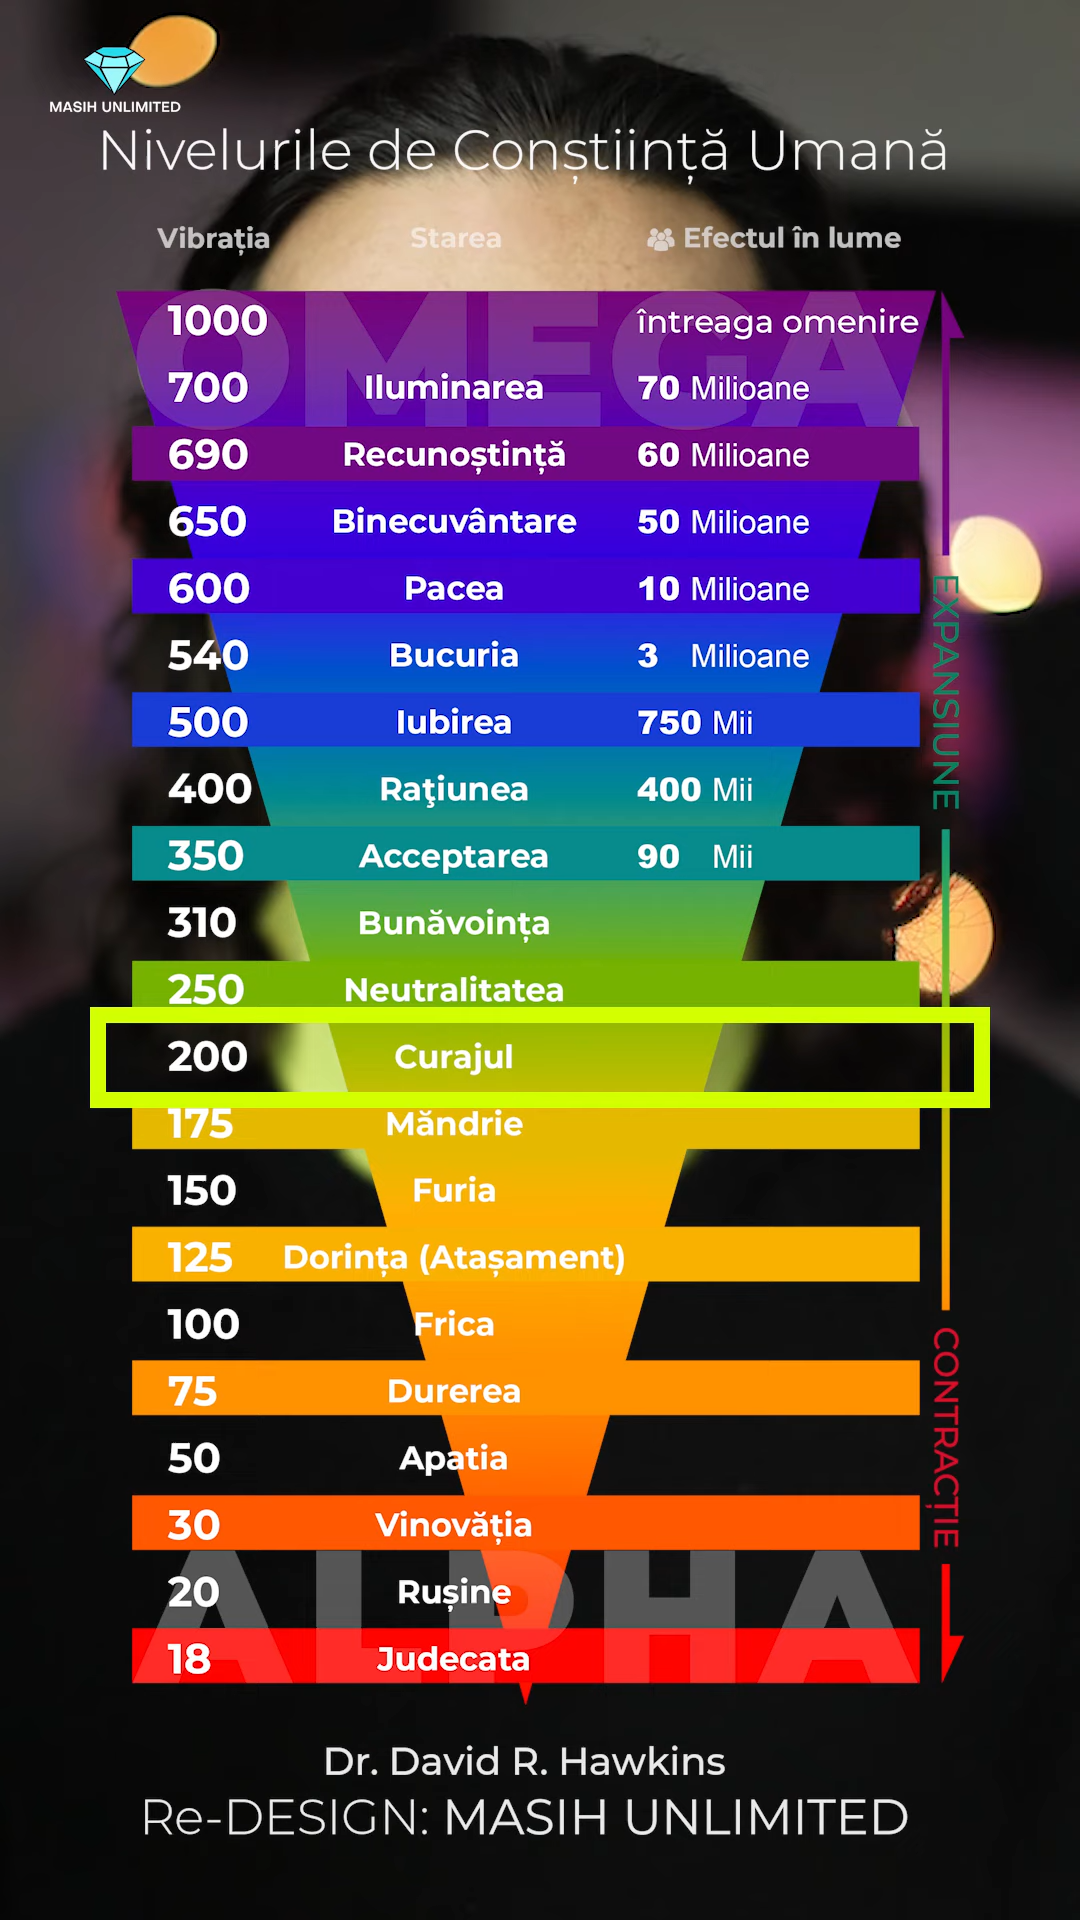 MASIH UNLIMITED
Nivelurile de Conștiință Umană
Vibrația Starea Efectul în lume
OMEGA
1000 întreaga omenire
700 Iluminarea 70 Milioane
690 Recunoștință 60 Milioane
650 Binecuvântare 50 Milioane
600 Pacea 10 Milioane
540 Bucuria 3 Milioane
500 Iubirea 750 Mii
400 Raţiunea 400 Mii
350 Acceptarea 90 Mii
310 Bunăvoința
250 Neutralitatea
200 Curajul
175 Măndrie
150 Furia
125 Dorința (Atașament)
100 Frica
75 Durerea
50 Apatia
30 Vinovăția
20 Rușine
18 Judecata
ALPHA
EXPANSIUNE
CONTRACȚIE
Dr. David R. Hawkins
Re-DESIGN: MASIH UNLIMITED